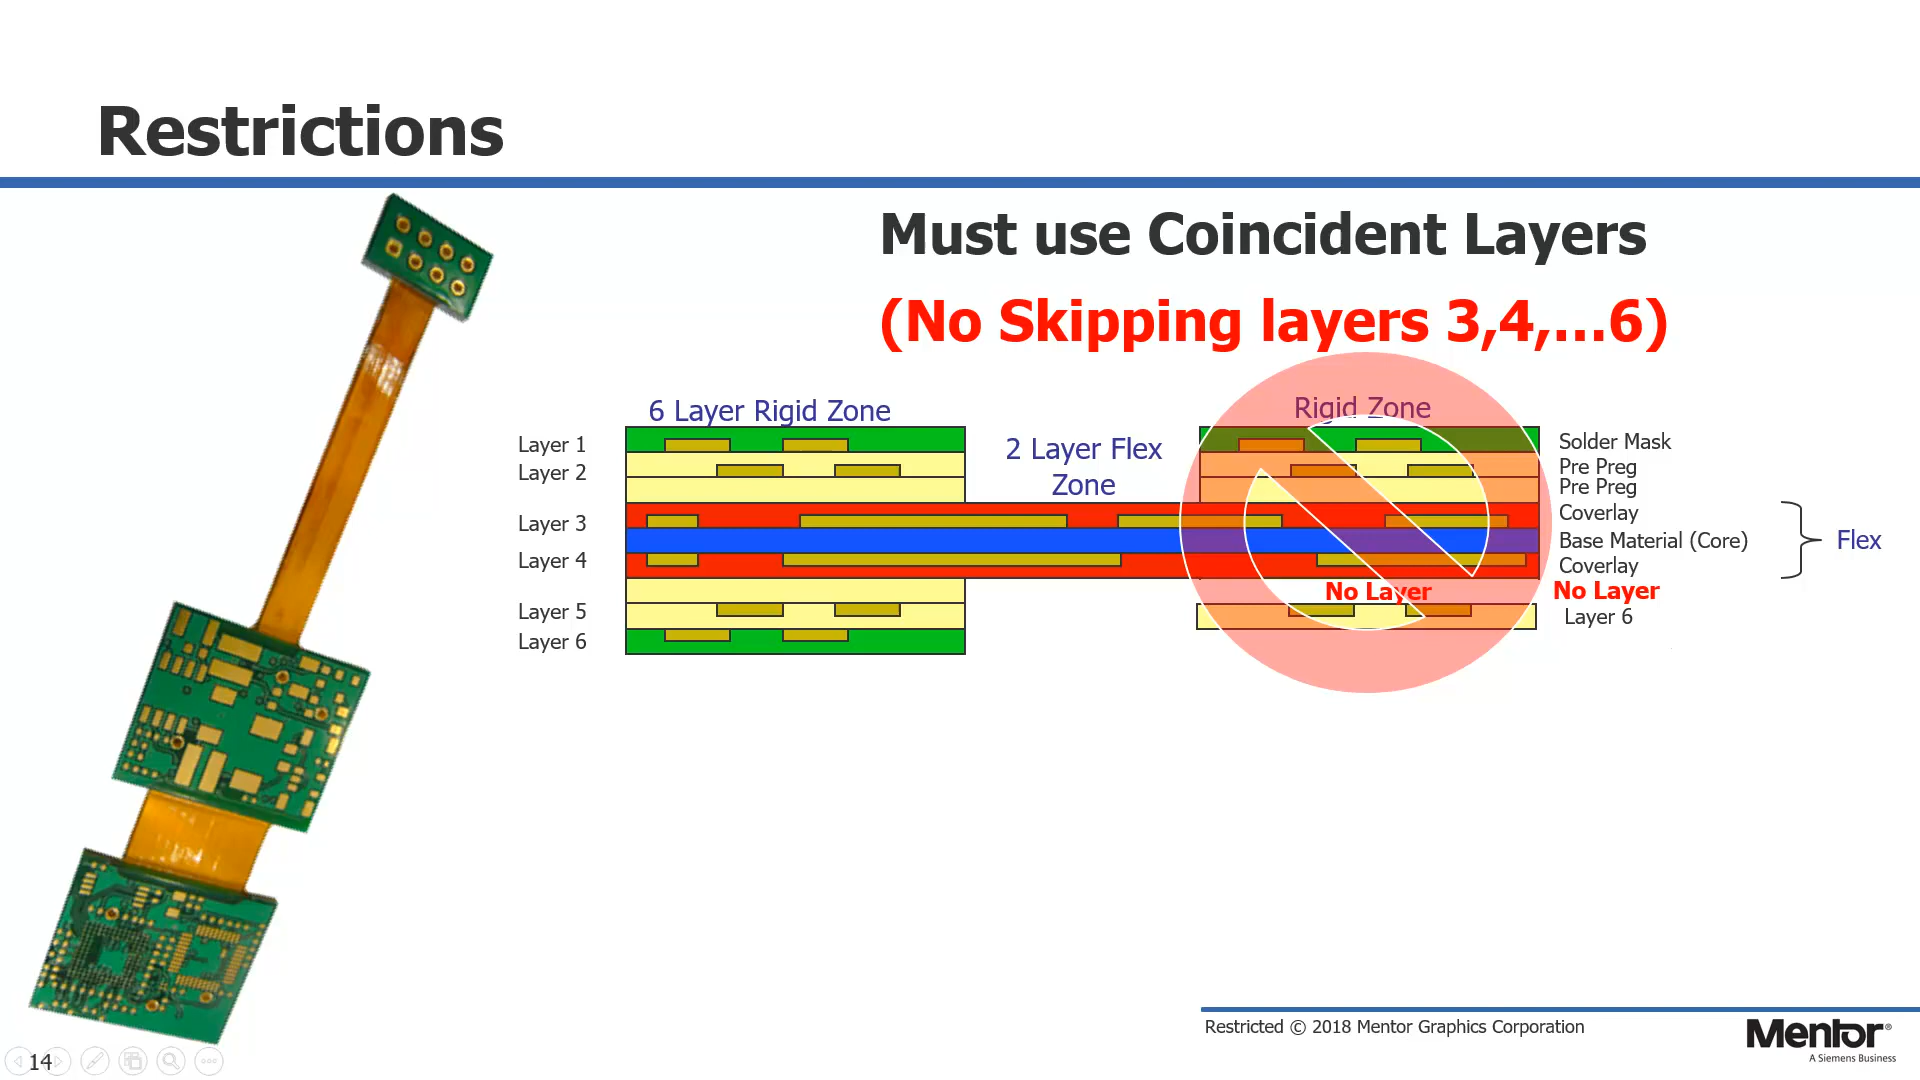 Restrictions
Must use Coincident Layers
(No Skipping layers 3,4,...6)
6 Layer Rigid Zone
Rigid Zone
2 Layer Flex
Zone
Layer 1
Layer 2
Layer 3
Layer 4
Layer 5
Layer 6
Solder Mask
Pre Preg
Pre Preg
Coverlay
Base Material (Core)
Coverlay
Flex
No Layer
No Layer
Layer 6
Restricted © 2018 Mentor Graphics Corporation
Mentor®
A Siemens Business
14